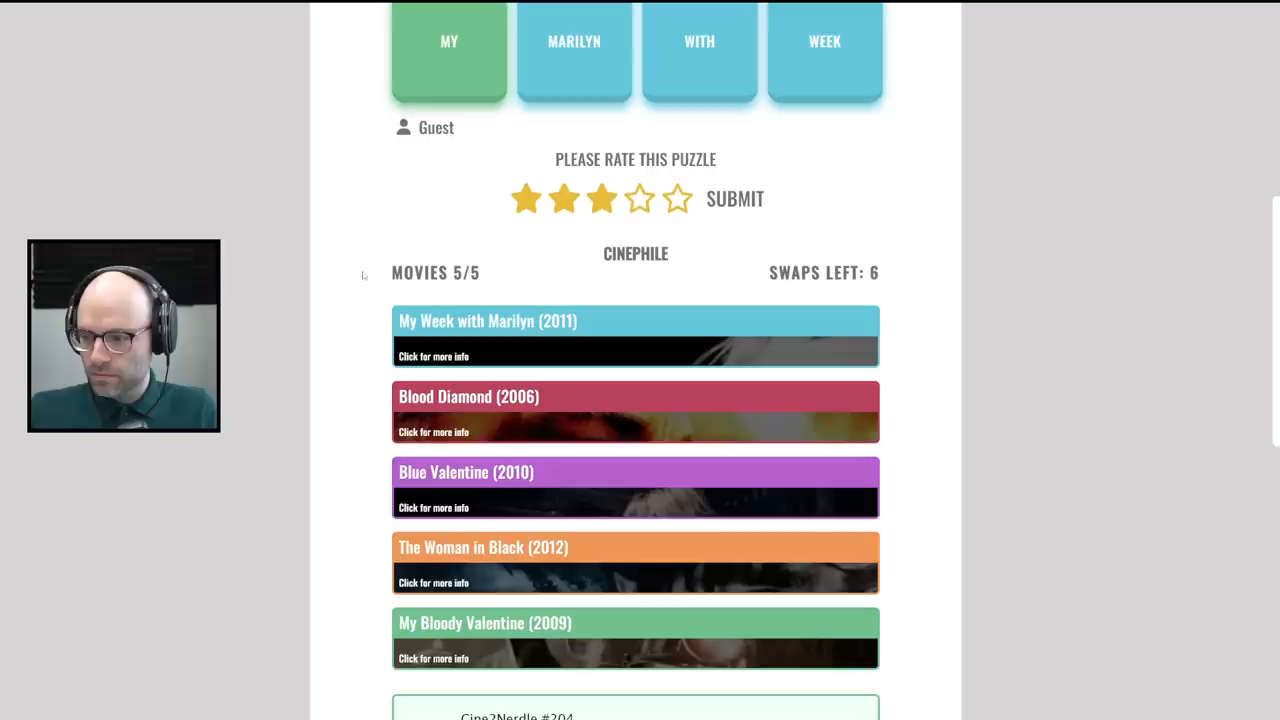 MY MARILYN WITH WEEK
Guest
PLEASE RATE THIS PUZZLE
SUBMIT
CINEPHILE
MOVIES 5/5 SWAPS LEFT: 6
My Week with Marilyn (2011)
Click for more info
Blood Diamond (2006)
Click for more info
Blue Valentine (2010)
Click for more info
The Woman in Black (2012)
Click for more info
My Bloody Valentine (2009)
Click for more info
Cine2Nerdle #204